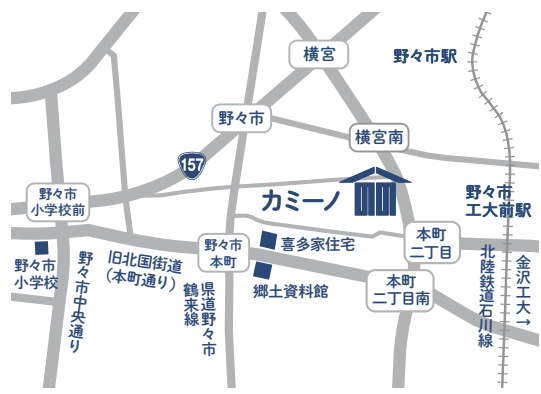 横宮
野々市駅
野々市
横宮南
157
カミーノ
野々市
小学校前
野々市
工大前駅
野々市
小学校
野々市中央通り
旧北国街道
(本町通り)
野々市
本町
喜多家住宅
郷土資料館
県道野々市
鶴来線
本町
二丁目
本町
二丁目南
北陸鉄道石川線
金沢工大→